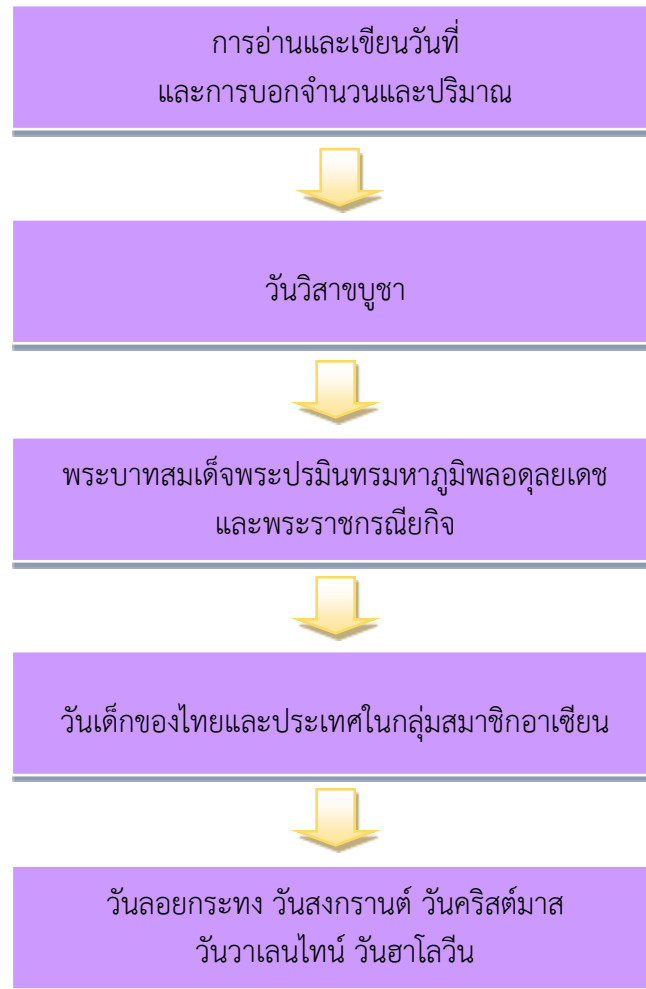 การอ่านและเขียนวันที่
และการบอกจำนวนและปริมาณ
วันวิสาขบูชา
พระบาทสมเด็จพระปรมินทรมหาภูมิพลอดุลยเดช
และพระราชกรณียกิจ
วันเด็กของไทยและประเทศในกลุ่มสมาชิกอาเซียน
วันลอยกระทง วันสงกรานต์ วันคริสต์มาส
วันวาเลนไทน์ วันฮาโลวีน